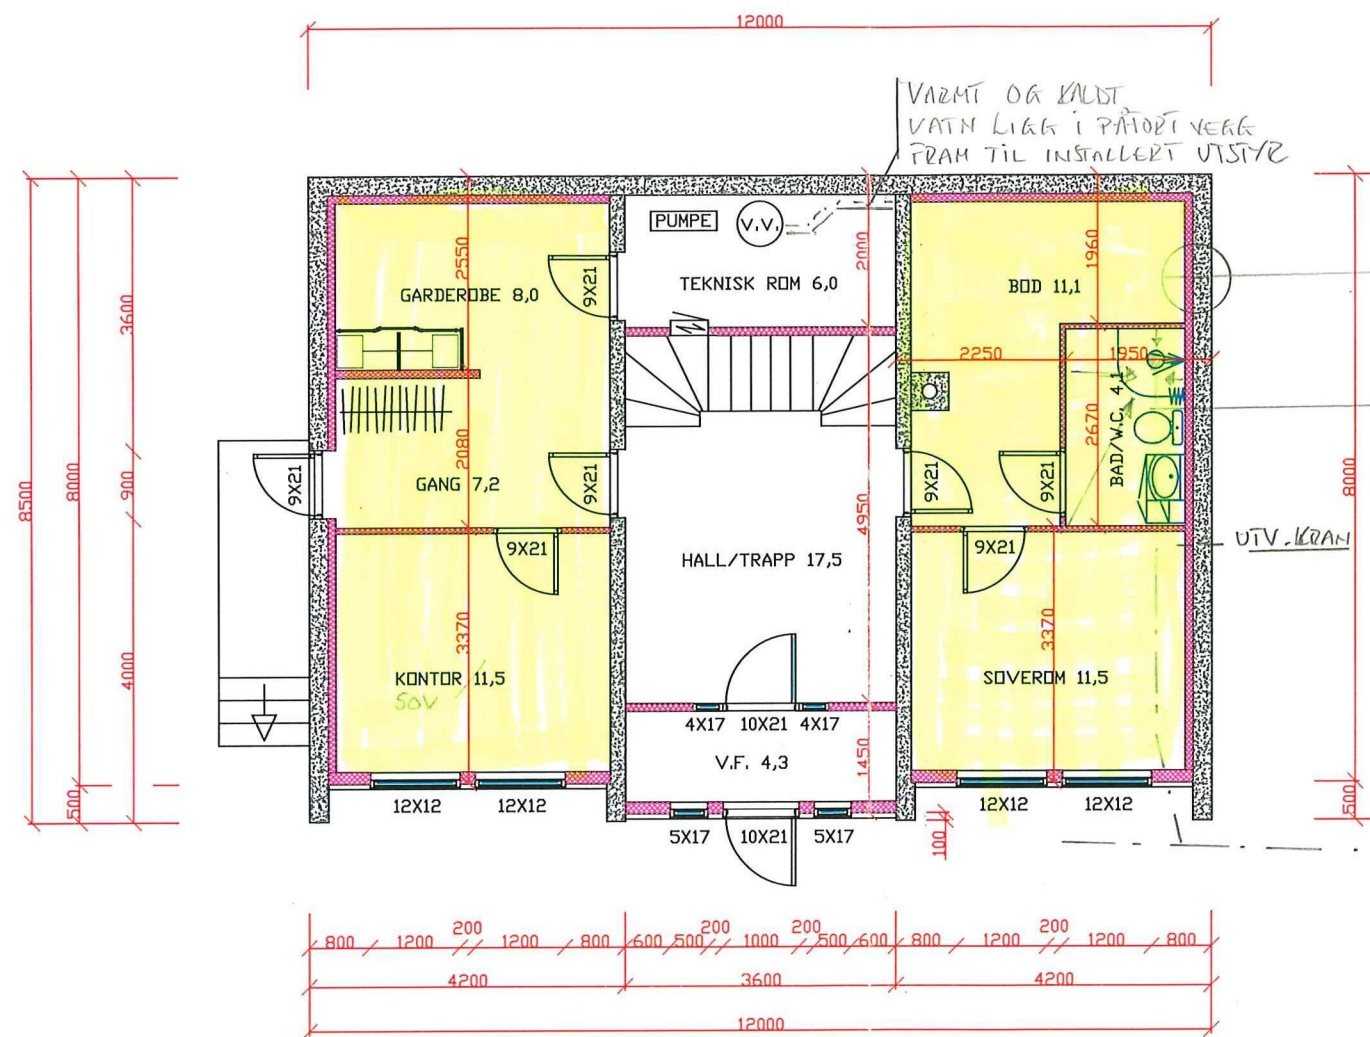 12000
VARMT OG KALDT
VATN LIGG i PÅFORT VEGG
FRAM TIL INSTALLERT UTSTYR
PUMPE
V.V.
TEKNISK ROM 6,0
2000
2550
GARDEROBE 8,0
9X21
BOD 11,1
1960
2250
1950
BAD/W.C. 4,1
2670
8500
8000
500
3600
900
4000
9X21
2080
GANG 7,2
9X21
9X21
9X21
4950
8000
500
9X21
HALL/TRAPP 17,5
9X21
UTV. KRAN
3370
KONTOR 11,5
SOV
3370
SOVEROM 11,5
4X17
10X21
4X17
V.F. 4,3
1450
12X12
12X12
5X17
10X21
5X17
12X12
12X12
100
800
1200
200
1200
800
600
500
200
1000
200
500
600
800
1200
200
1200
800
4200
3600
4200
12000